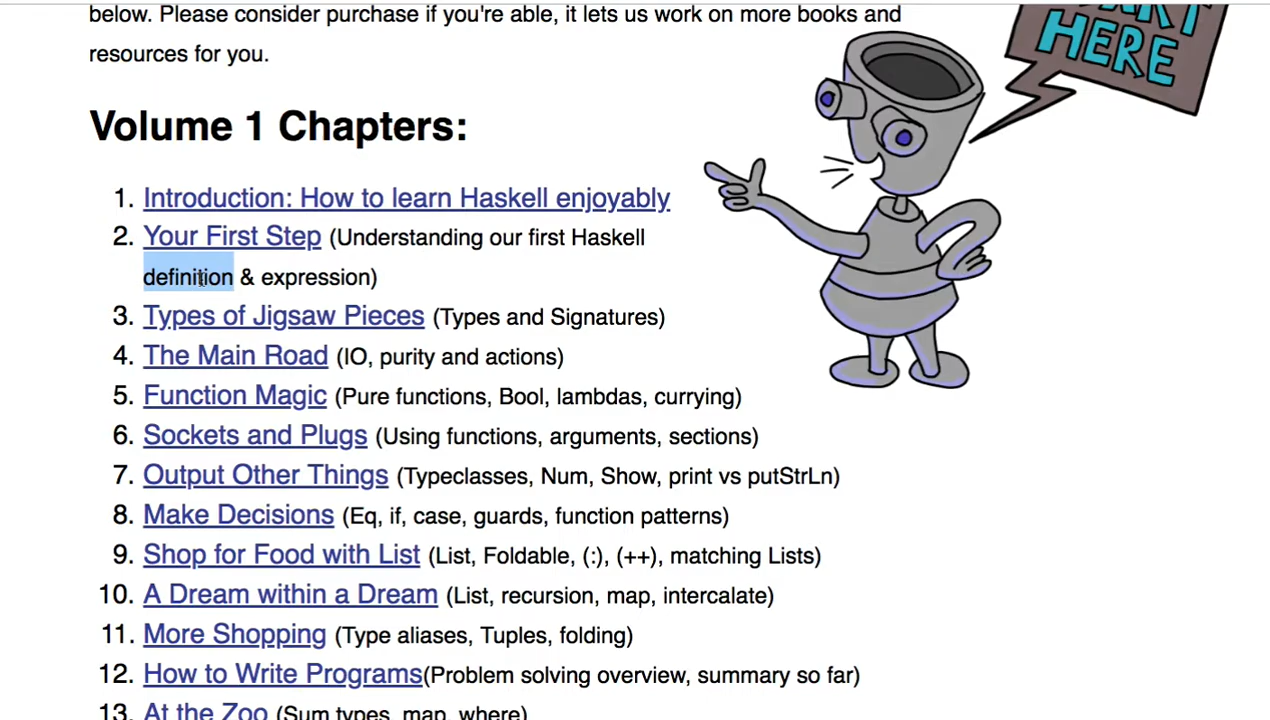 below. Please consider purchase if you're able, it lets us work on more books and
resources for you.
HERE
Volume 1 Chapters:
1. Introduction: How to learn Haskell enjoyably
2. Your First Step (Understanding our first Haskell
definition & expression)
3. Types of Jigsaw Pieces (Types and Signatures)
4. The Main Road (IO, purity and actions)
5. Function Magic (Pure functions, Bool, lambdas, currying)
6. Sockets and Plugs (Using functions, arguments, sections)
7. Output Other Things (Typeclasses, Num, Show, print vs putStrLn)
8. Make Decisions (Eq, if, case, guards, function patterns)
9. Shop for Food with List (List, Foldable, (:), (++), matching Lists)
10. A Dream within a Dream (List, recursion, map, intercalate)
11. More Shopping (Type aliases, Tuples, folding)
12. How to Write Programs(Problem solving overview, summary so far)
13. At the Zoo (Sum types, map, where)